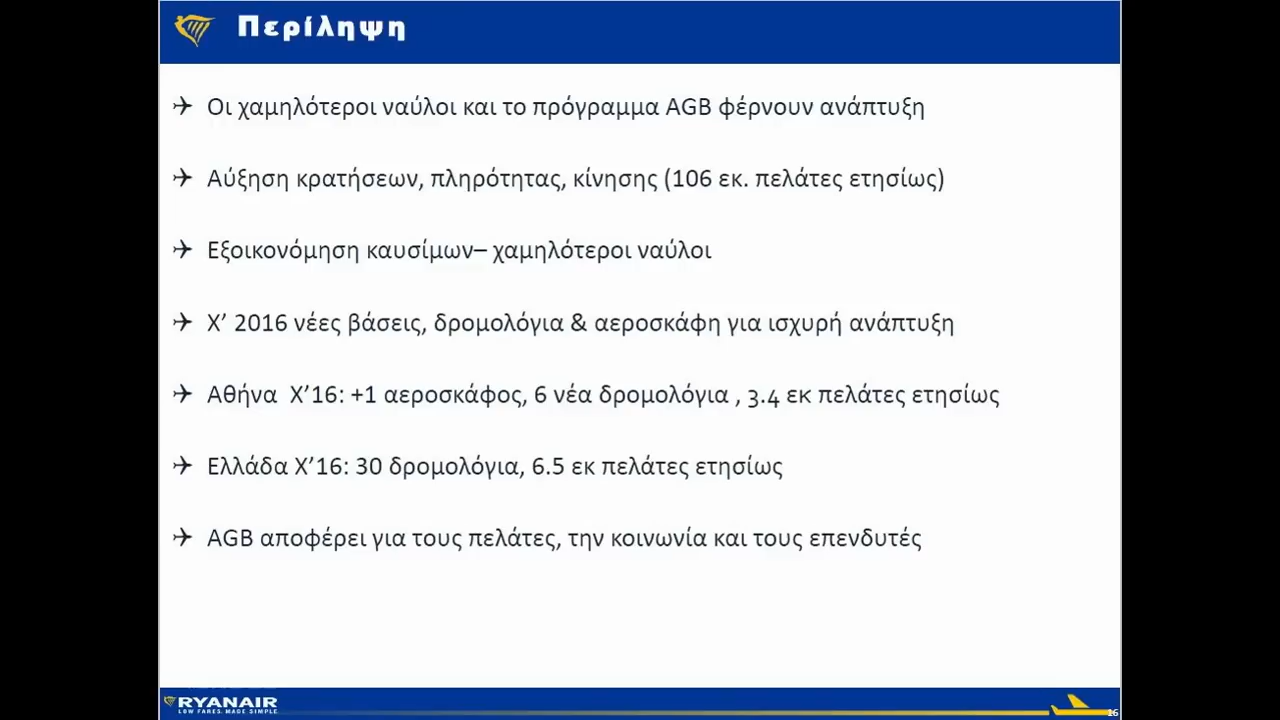 Περίληψη
Οι χαμηλότεροι ναύλοι και το πρόγραμμα AGB φέρνουν ανάπτυξη
Αύξηση κρατήσεων, πληρότητας, κίνησης (106 εκ. πελάτες ετησίως)
Εξοικονόμηση καυσίμων– χαμηλότεροι ναύλοι
Χ’ 2016 νέες βάσεις, δρομολόγια & αεροσκάφη για ισχυρή ανάπτυξη
Αθήνα Χ’16: +1 αεροσκάφος, 6 νέα δρομολόγια , 3.4 εκ πελάτες ετησίως
Ελλάδα Χ’16: 30 δρομολόγια, 6.5 εκ πελάτες ετησίως
AGB αποφέρει για τους πελάτες, την κοινωνία και τους επενδυτές
RYANAIR
LOW FARES. MADE SIMPLE.
16